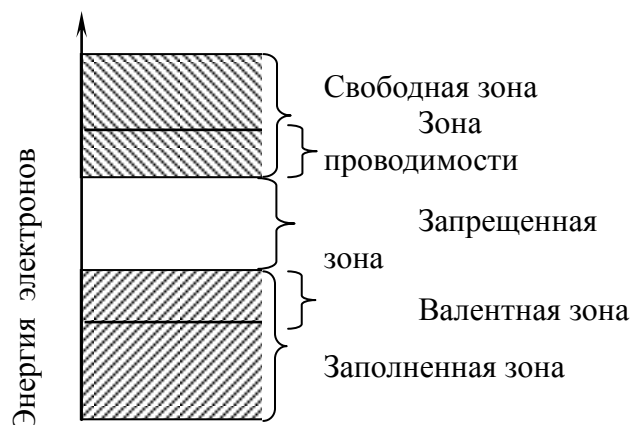 Энергия электронов
Свободная зона
Зона
проводимости
Запрещенная
зона
Валентная зона
Заполненная зона